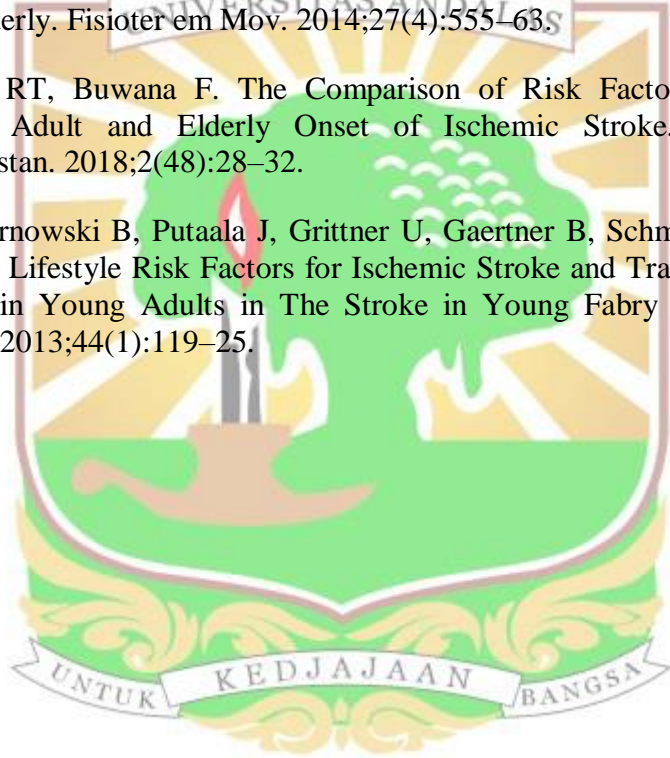 erly. Fisioter em Mov. 2014;27(4):555–63.
UNIVERSITAS ANDALAS
RT, Buwana F. The Comparison of Risk Facto
Adult and Elderly Onset of Ischemic Stroke.
stan. 2018;2(48):28–32.
rnowski B, Putaala J, Grittner U, Gaertner B, Schm
Lifestyle Risk Factors for Ischemic Stroke and Tra
in Young Adults in The Stroke in Young Fabry
2013;44(1):119–25.
UNTUK KEDJAJAAN BANGSA